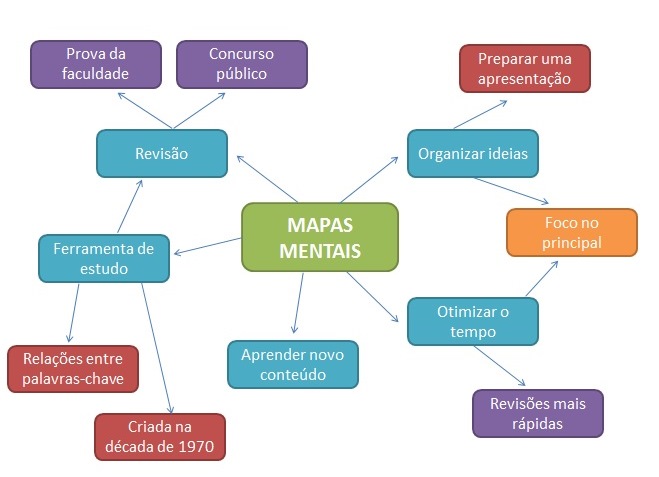 Prova da
faculdade
Concurso
público
Preparar uma
apresentação
Revisão
Organizar ideias
MAPAS
MENTAIS
Foco no
principal
Ferramenta de
estudo
Otimizar o
tempo
Relações entre
palavras-chave
Aprender novo
conteúdo
Revisões mais
rápidas
Criada na
década de 1970